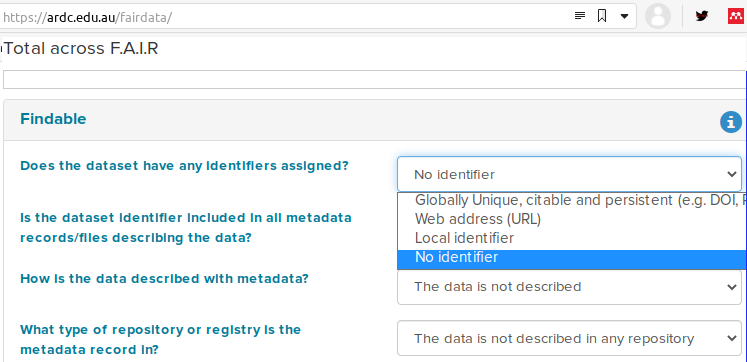 https://ardc.edu.au/fairdata/
Total across F.A.I.R
Findable
Does the dataset have any identifiers assigned?
No identifier
Globally Unique, citable and persistent (e.g. DOI,
Web address (URL)
Local identifier
No identifier
Is the dataset identifier included in all metadata
records/files describing the data?
How is the data described with metadata?
The data is not described
What type of repository or registry is the
metadata record in?
The data is not described in any repository